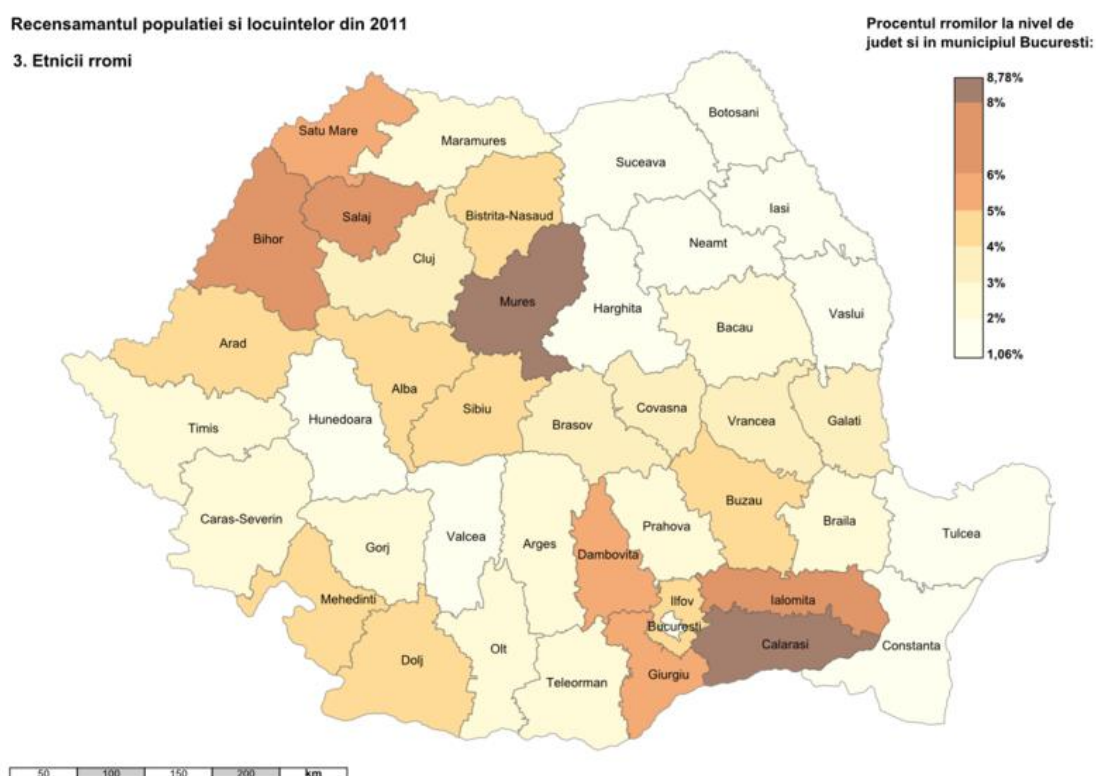 Recensamantul populatiei si locuintelor din 2011
3. Etnicii rromi
Procentul rromilor la nivel de
judet si in municipiul Bucuresti:
8,78%
8%
6%
5%
4%
3%
2%
1,06%
Botosani
Satu Mare
Maramures
Suceava
Iasi
Salaj
Bistrita-Nasaud
Bihor
Neamt
Cluj
Mures
Harghita
Vaslui
Bacau
Arad
Alba
Sibiu
Covasna
Hunedoara
Vrancea
Galati
Brasov
Timis
Buzau
Caras-Severin
Prahova
Braila
Valcea
Arges
Tulcea
Gorj
Dambovita
Mehedinti
Ilfov
Ialomita
Bucuresti
Calarasi
Constanta
Olt
Dolj
Giurgiu
Teleorman
50 100 150 200 km